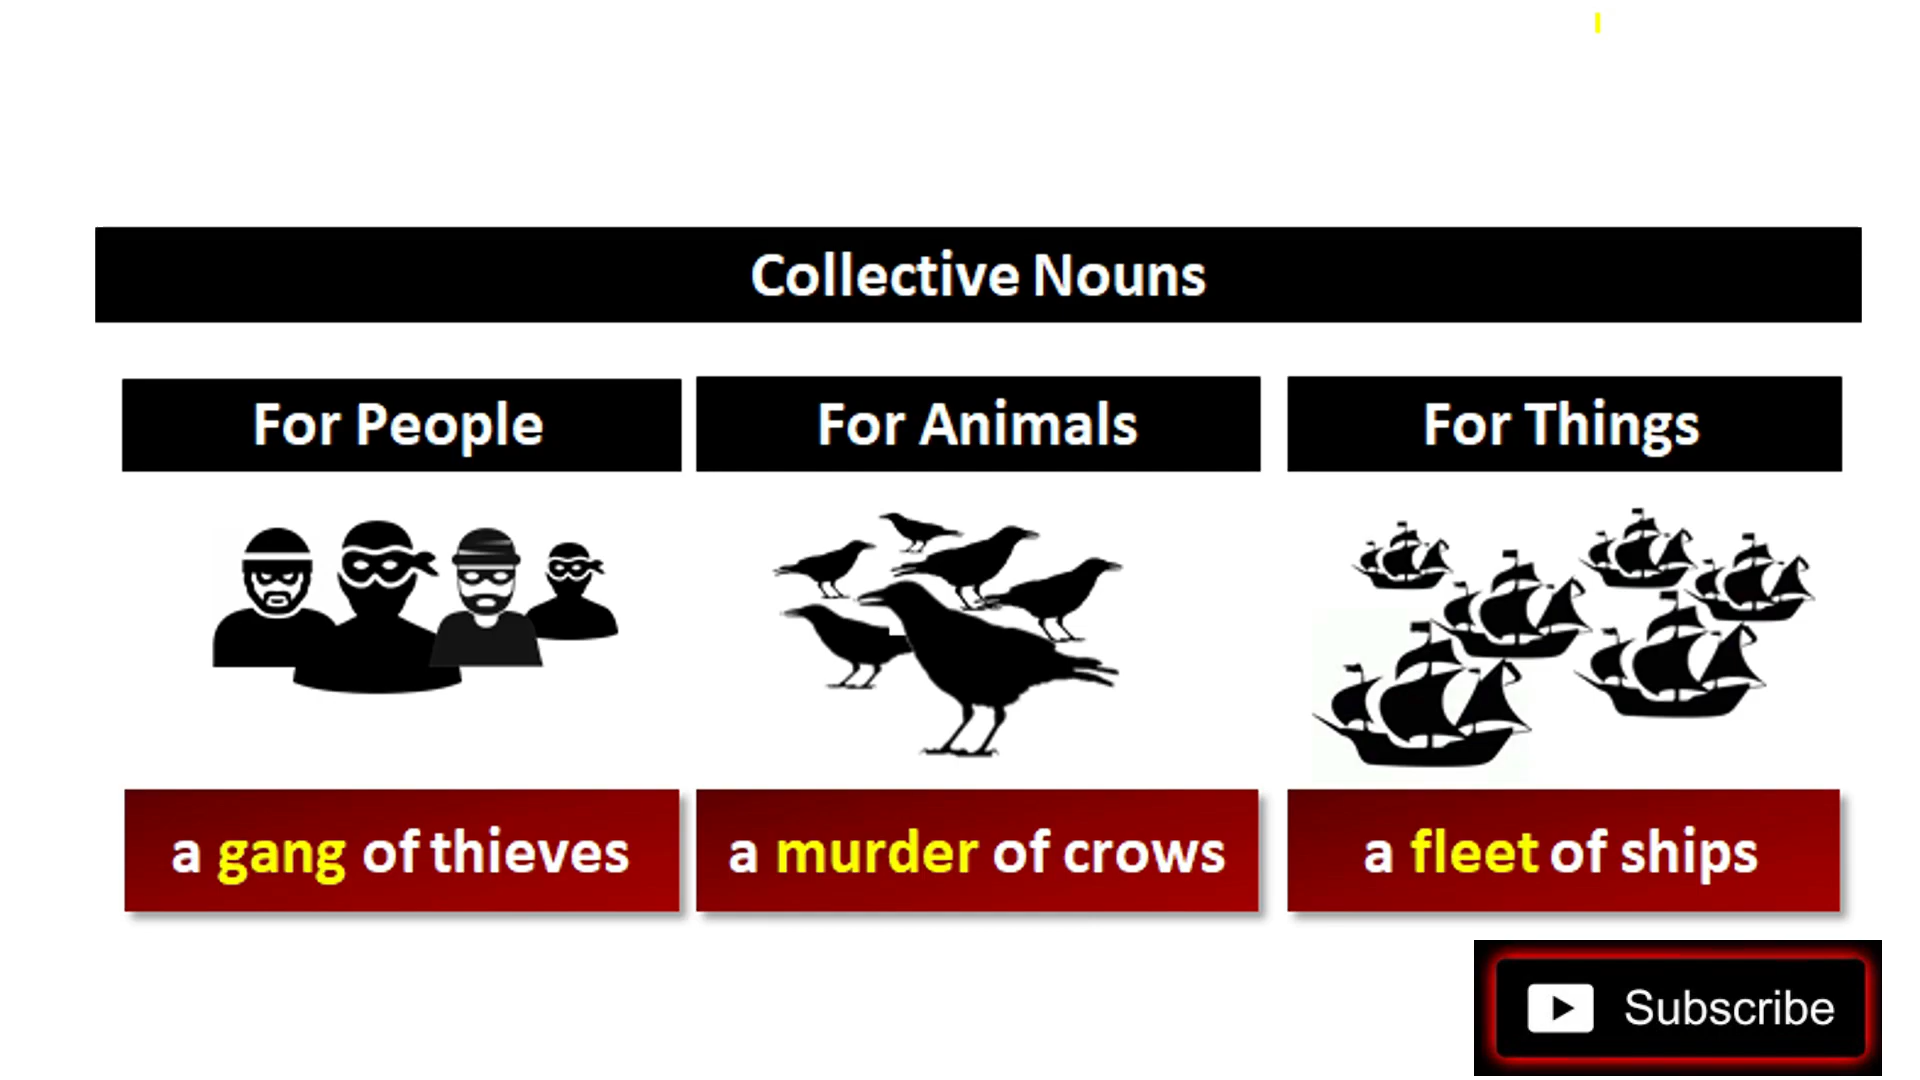 Collective Nouns
For People
For Animals
For Things
a gang of thieves
a murder of crows
a fleet of ships
Subscribe